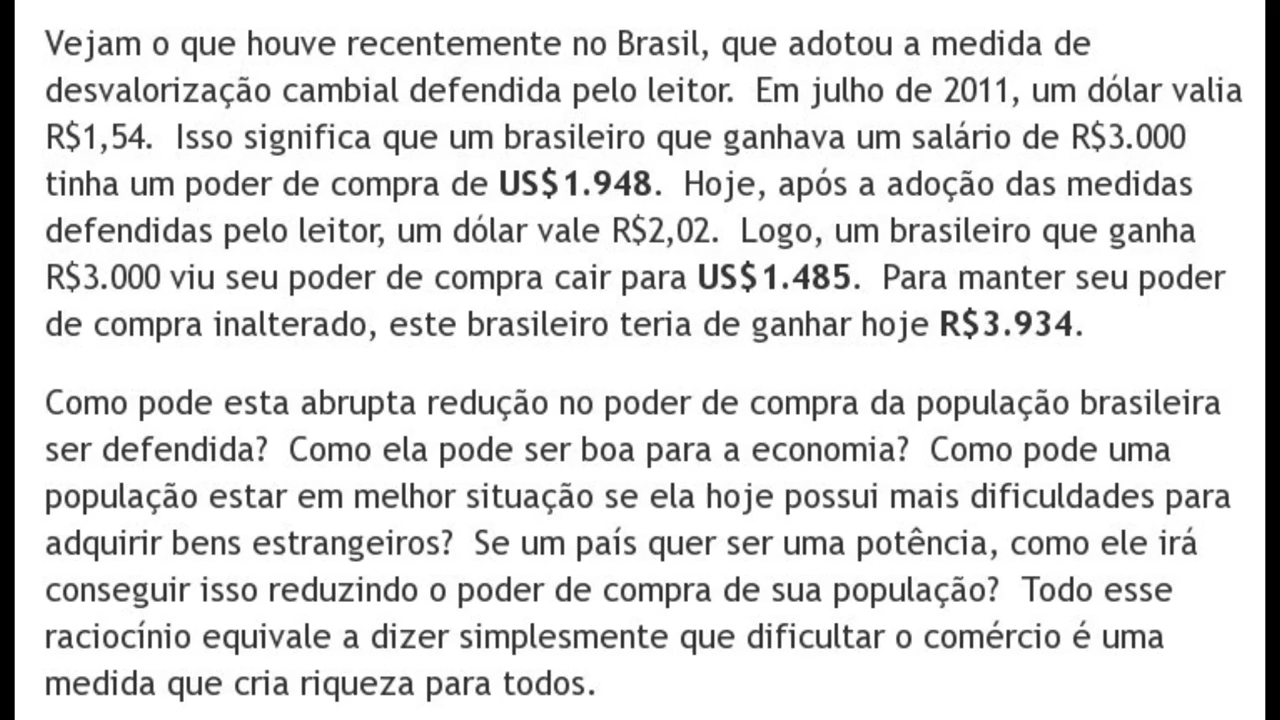 Vejam o que houve recentemente no Brasil, que adotou a medida de
desvalorização cambial defendida pelo leitor.  Em julho de 2011, um dólar valia
R$1,54.  Isso significa que um brasileiro que ganhava um salário de R$3.000
tinha um poder de compra de US$1.948.  Hoje, após a adoção das medidas
defendidas pelo leitor, um dólar vale R$2,02.  Logo, um brasileiro que ganha
R$3.000 viu seu poder de compra cair para US$1.485.  Para manter seu poder
de compra inalterado, este brasileiro teria de ganhar hoje R$3.934.
Como pode esta abrupta redução no poder de compra da população brasileira
ser defendida?  Como ela pode ser boa para a economia?  Como pode uma
população estar em melhor situação se ela hoje possui mais dificuldades para
adquirir bens estrangeiros?  Se um país quer ser uma potência, como ele irá
conseguir isso reduzindo o poder de compra de sua população?  Todo esse
raciocínio equivale a dizer simplesmente que dificultar o comércio é uma
medida que cria riqueza para todos.